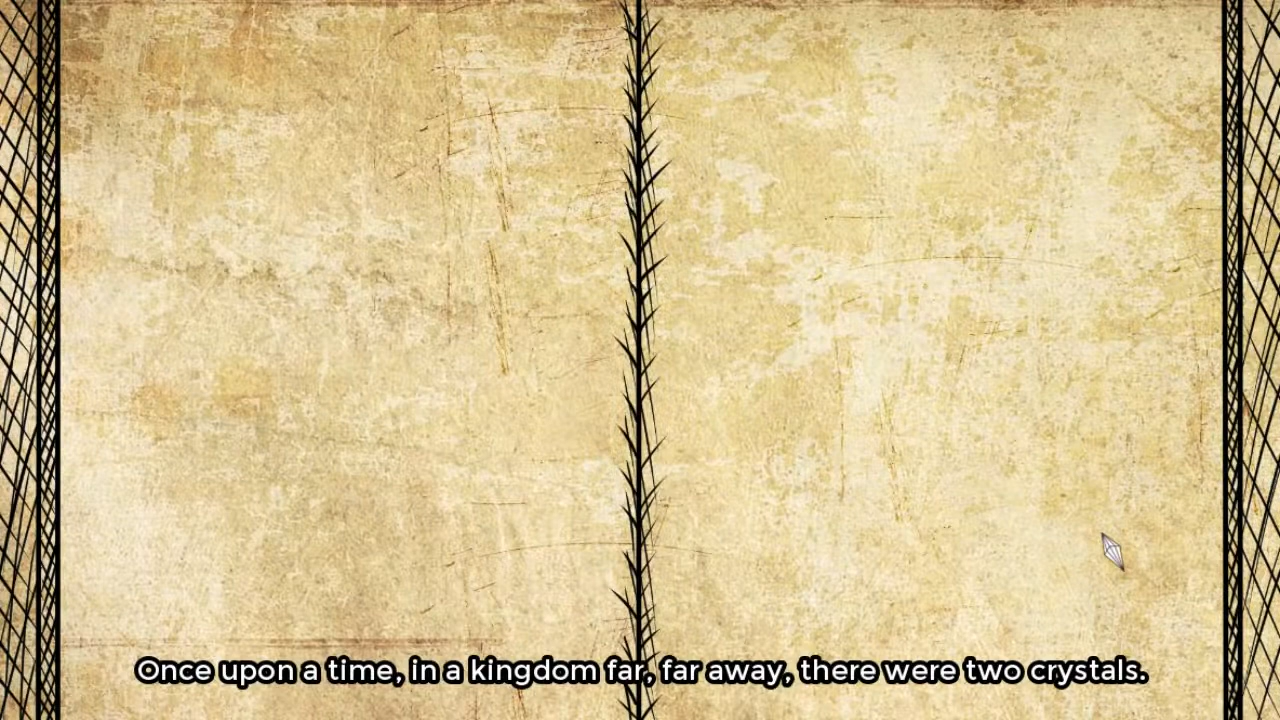 Once upon a time, in a kingdom far, far away, there were two crystals.